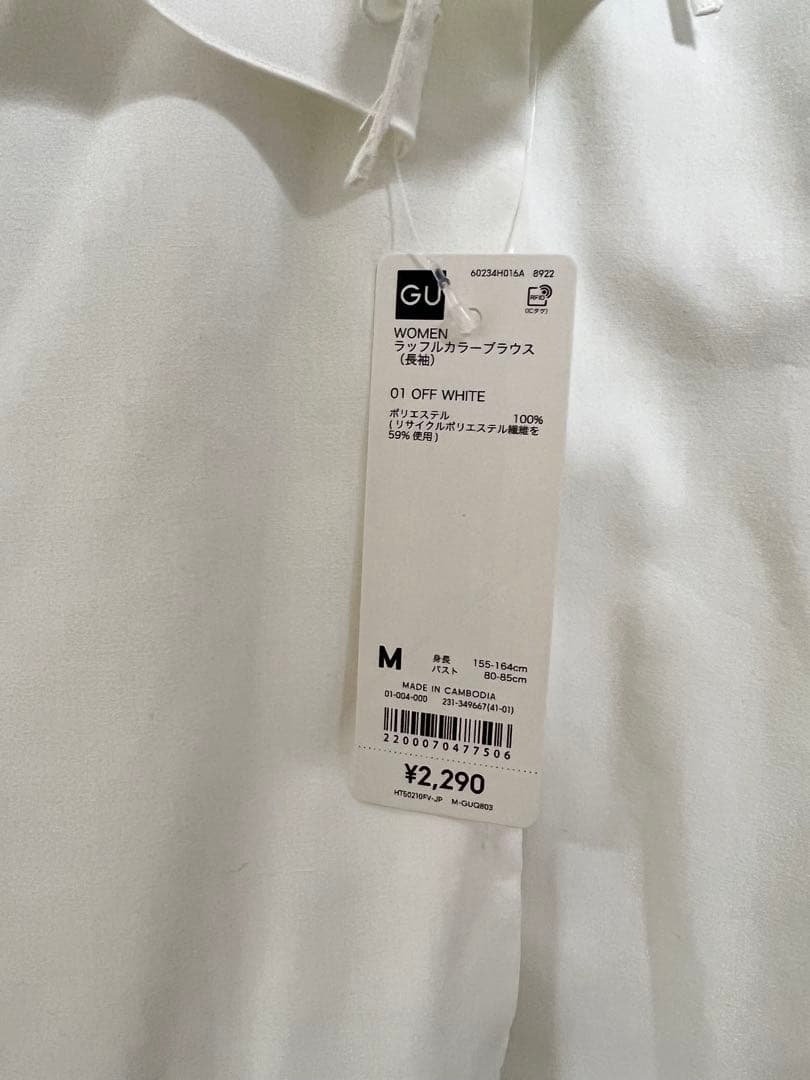 60234H016A 8922
GU
RFID
(ICタグ)
WOMEN
ラッフルカラーブラウス
（長袖）
01 OFF WHITE
ポリエステル 100%
(リサイクルポリエステル繊維を
59%使用)
M
身長 155-164cm
バスト 80-85cm
MADE IN CAMBODIA
01-004-000 231-349667(41-01)
2200070477506
¥2,290
HT50210FV-JP M-GUQ803